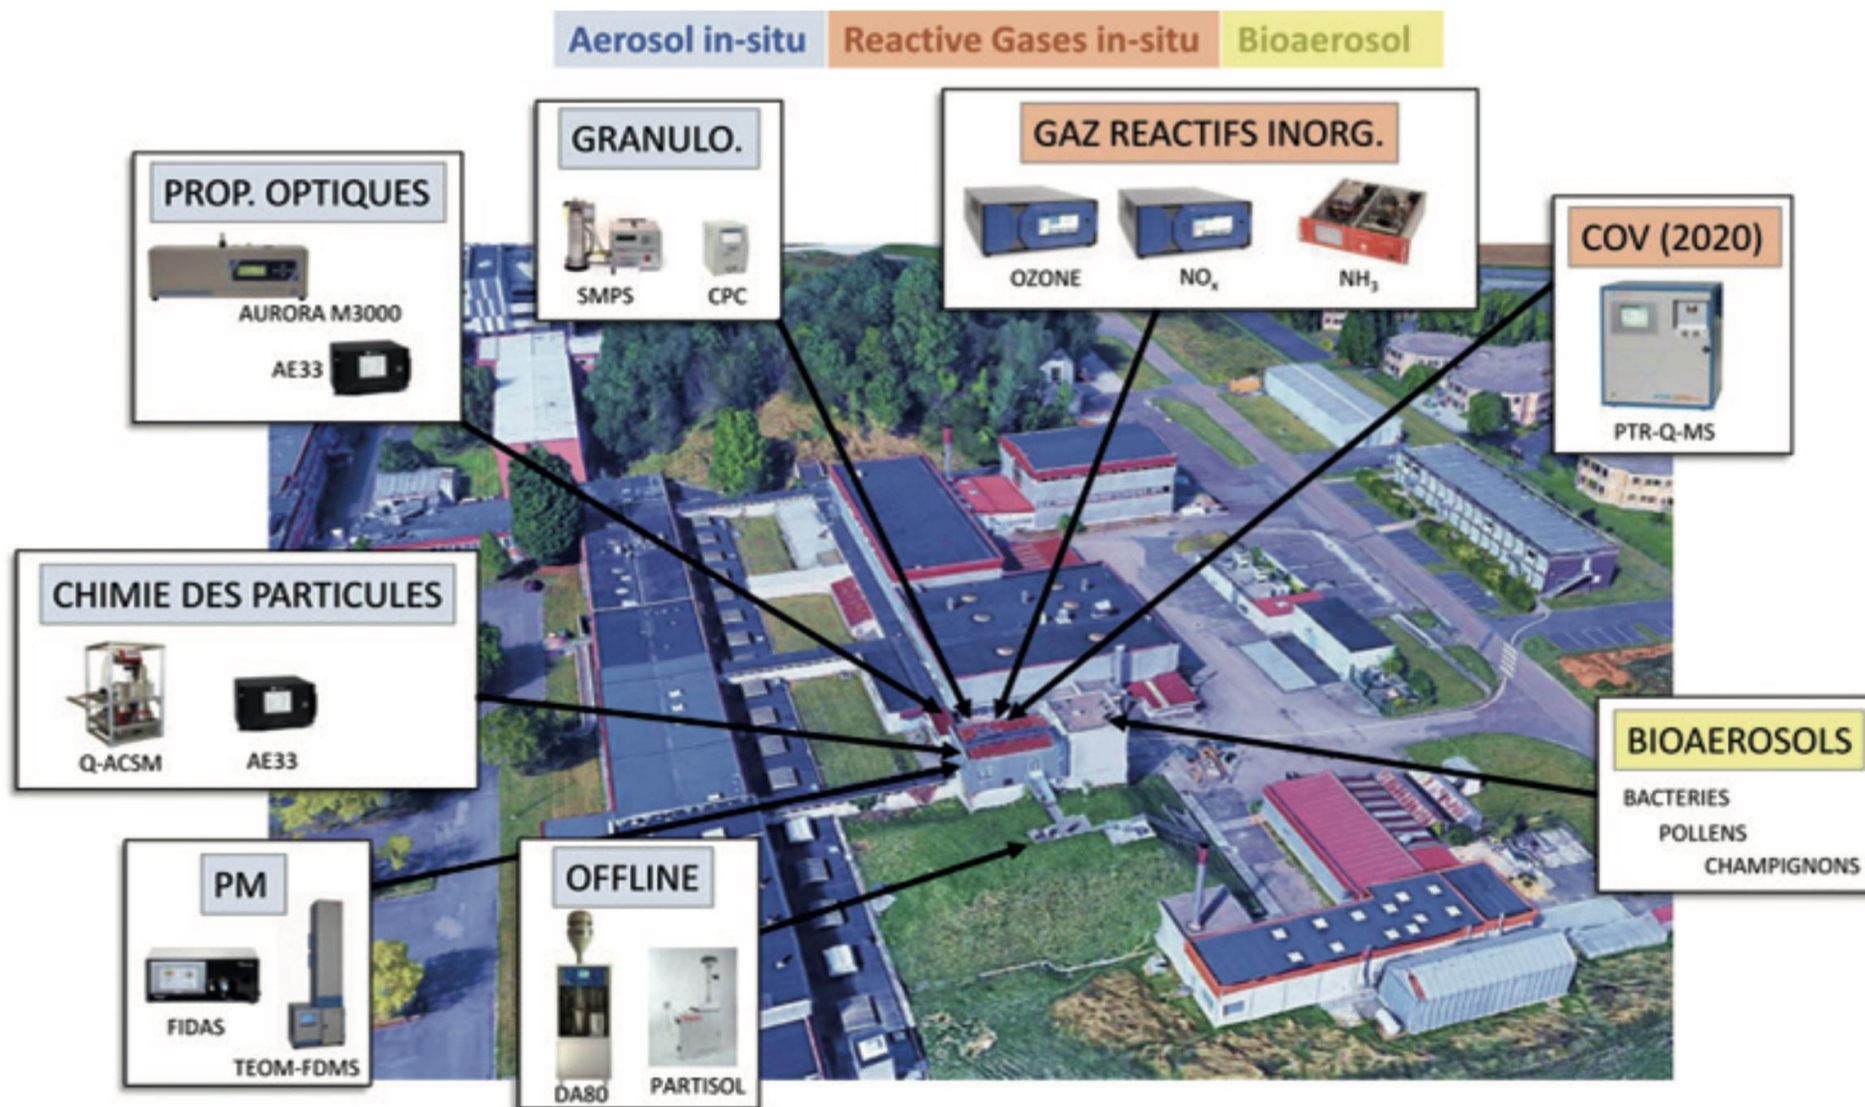 Aerosol in-situ
Reactive Gases in-situ
Bioaerosol
PROP. OPTIQUES
AURORA M3000
AE33
GRANULO.
SMPS
CPC
GAZ REACTIFS INORG.
OZONE
NOₓ
NH₃
COV (2020)
PTR-Q-MS
CHIMIE DES PARTICULES
Q-ACSM
AE33
BIOAEROSOLS
BACTERIES
POLLENS
CHAMPIGNONS
PM
FIDAS
TEOM-FDMS
OFFLINE
DA80
PARTISOL